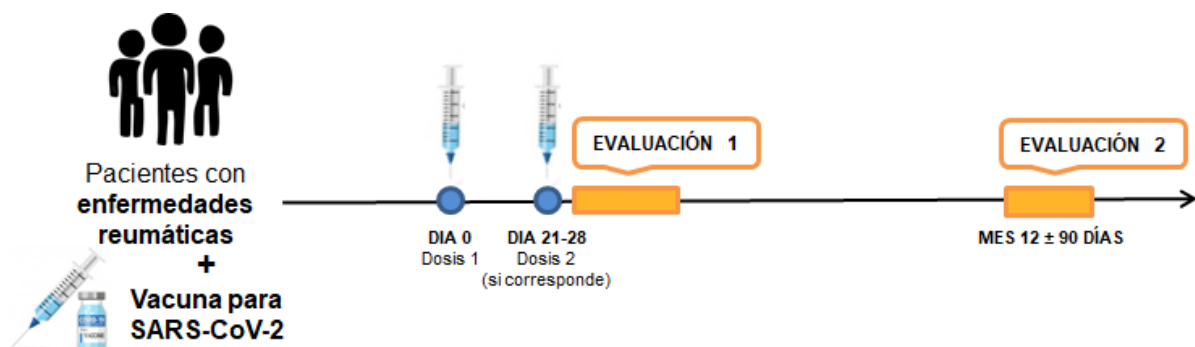 Pacientes con
enfermedades
reumáticas
+
Vacuna para
SARS-CoV-2
DIA 0
Dosis 1
DIA 21-28
Dosis 2
(si corresponde)
EVALUACIÓN 1
EVALUACIÓN 2
MES 12 ± 90 DÍAS